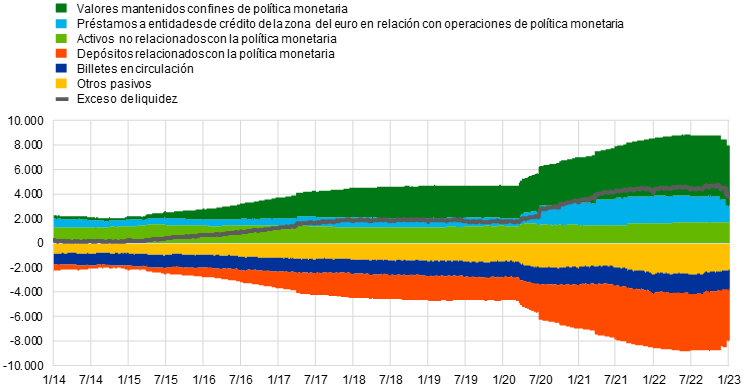 Valores mantenidos confines de política monetaria
Préstamos a entidades de crédito de la zona del euro en relación con operaciones de política monetaria
Activos no relacionados con la política monetaria
Depósitos relacionados con la política monetaria
Billetes en circulación
Otros pasivos
Exceso de liquidez
10.000
8.000
6.000
4.000
2.000
0
-2.000
-4.000
-6.000
-8.000
-10.000
1/14 7/14 1/15 7/15 1/16 7/16 1/17 7/17 1/18 7/18 1/19 7/19 1/20 7/20 1/21 7/21 1/22 7/22 1/23